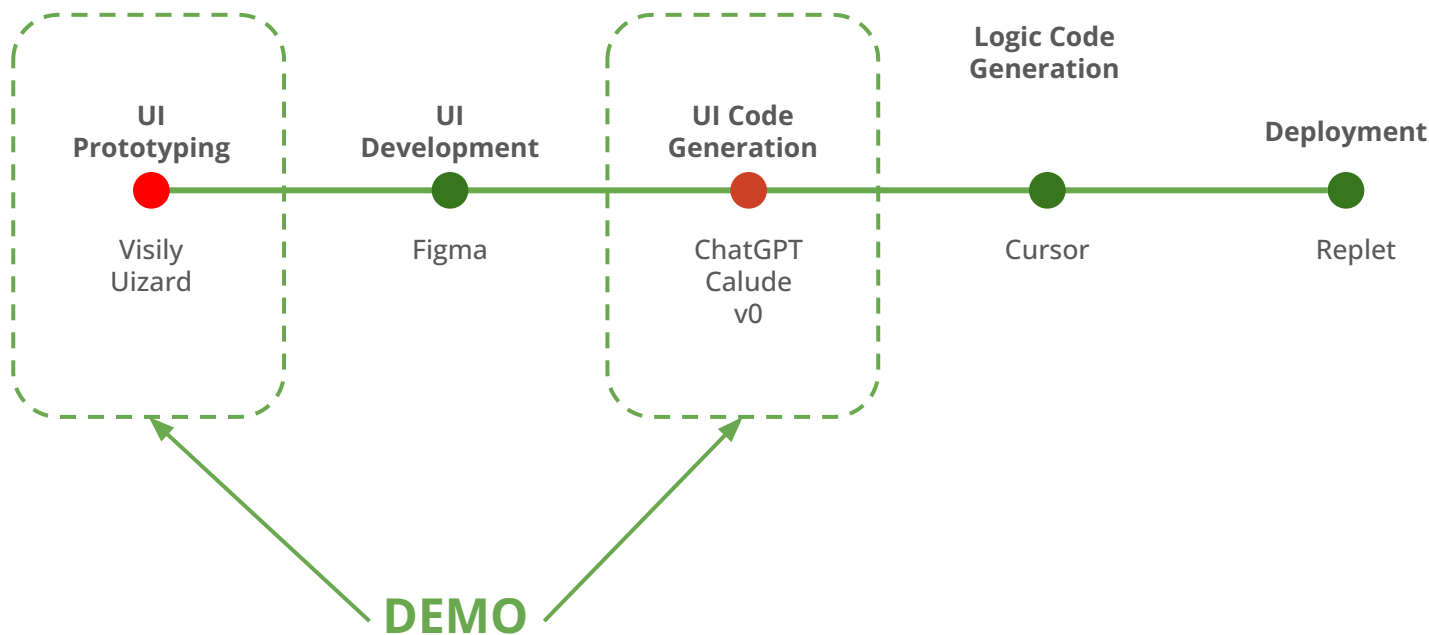 UI
Prototyping
Visily
Uizard
UI
Development
Figma
UI Code
Generation
ChatGPT
Calude
v0
Logic Code
Generation
Cursor
Deployment
Replet
DEMO